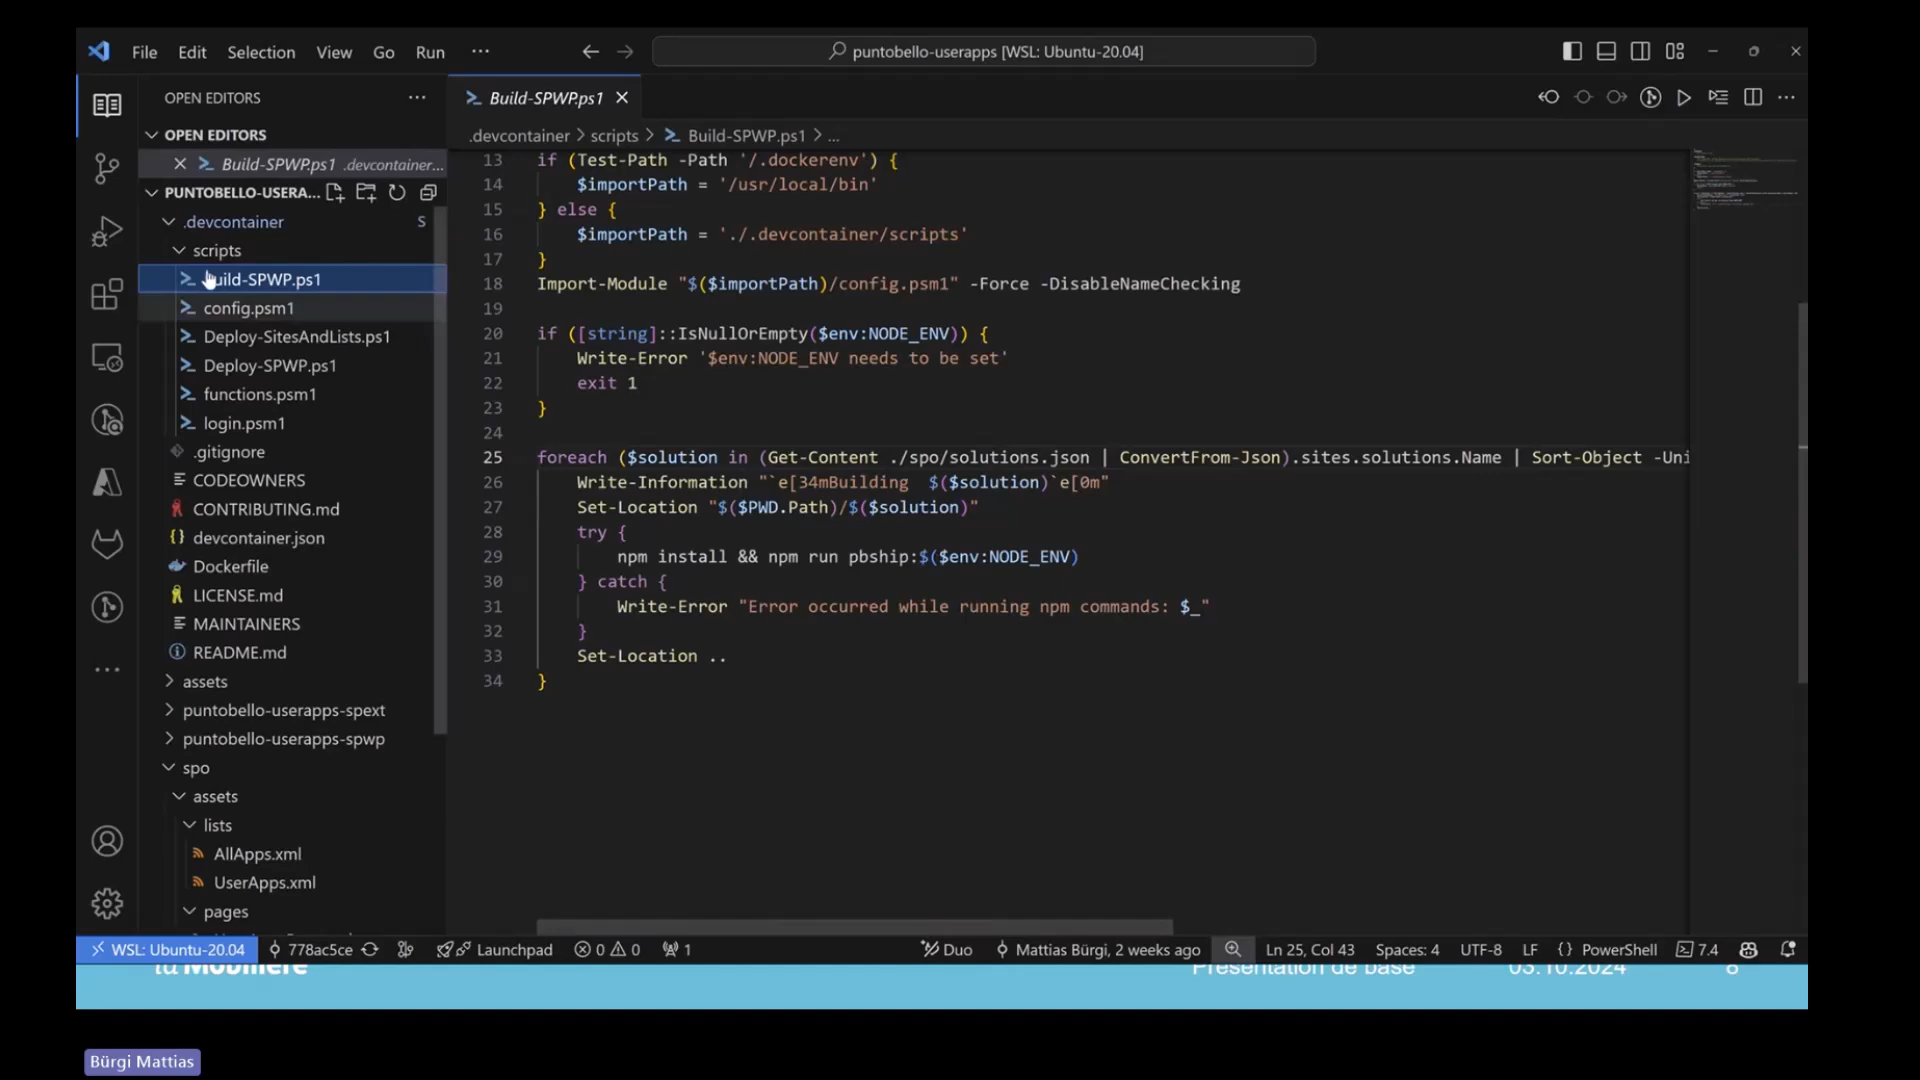 File Edit Selection View Go Run ···
puntobello-userapps [WSL: Ubuntu-20.04]
OPEN EDITORS
Build-SPWP.ps1
OPEN EDITORS
.devcontainer > scripts > Build-SPWP.ps1 > ...
Build-SPWP.ps1 .devcontainer...
PUNTOBELLO-USERA...
.devcontainer S
scripts
uild-SPWP.ps1
config.psm1
Deploy-SitesAndLists.ps1
Deploy-SPWP.ps1
functions.psm1
login.psm1
.gitignore
CODEOWNERS
CONTRIBUTING.md
devcontainer.json
Dockerfile
LICENSE.md
MAINTAINERS
README.md
assets
puntobello-userapps-spext
puntobello-userapps-spwp
spo
assets
lists
AllApps.xml
UserApps.xml
pages
13 if (Test-Path -Path '/.dockerenv') {
14 $importPath = '/usr/local/bin'
15 } else {
16 $importPath = './.devcontainer/scripts'
17 }
18 Import-Module "$($importPath)/config.psm1" -Force -DisableNameChecking
19
20 if ([string]::IsNullOrEmpty($env:NODE_ENV)) {
21 Write-Error '$env:NODE_ENV needs to be set'
22 exit 1
23 }
24
25 foreach ($solution in (Get-Content ./spo/solutions.json | ConvertFrom-Json).sites.solutions.Name | Sort-Object -Uni
26 Write-Information "`e[34mBuilding  $($solution)`e[0m"
27 Set-Location "$($PWD.Path)/$($solution)"
28 try {
29 npm install && npm run pbship:$($env:NODE_ENV)
30 } catch {
31 Write-Error "Error occurred while running npm commands: $_"
32 }
33 Set-Location ..
34 }
WSL: Ubuntu-20.04 778ac5ce Launchpad 0 0 1 Duo Mattias Bürgi, 2 weeks ago Ln 25, Col 43 Spaces: 4 UTF-8 LF {} PowerShell 7.4
la Mobilière Présentation de base 03.10.2024
Bürgi Mattias